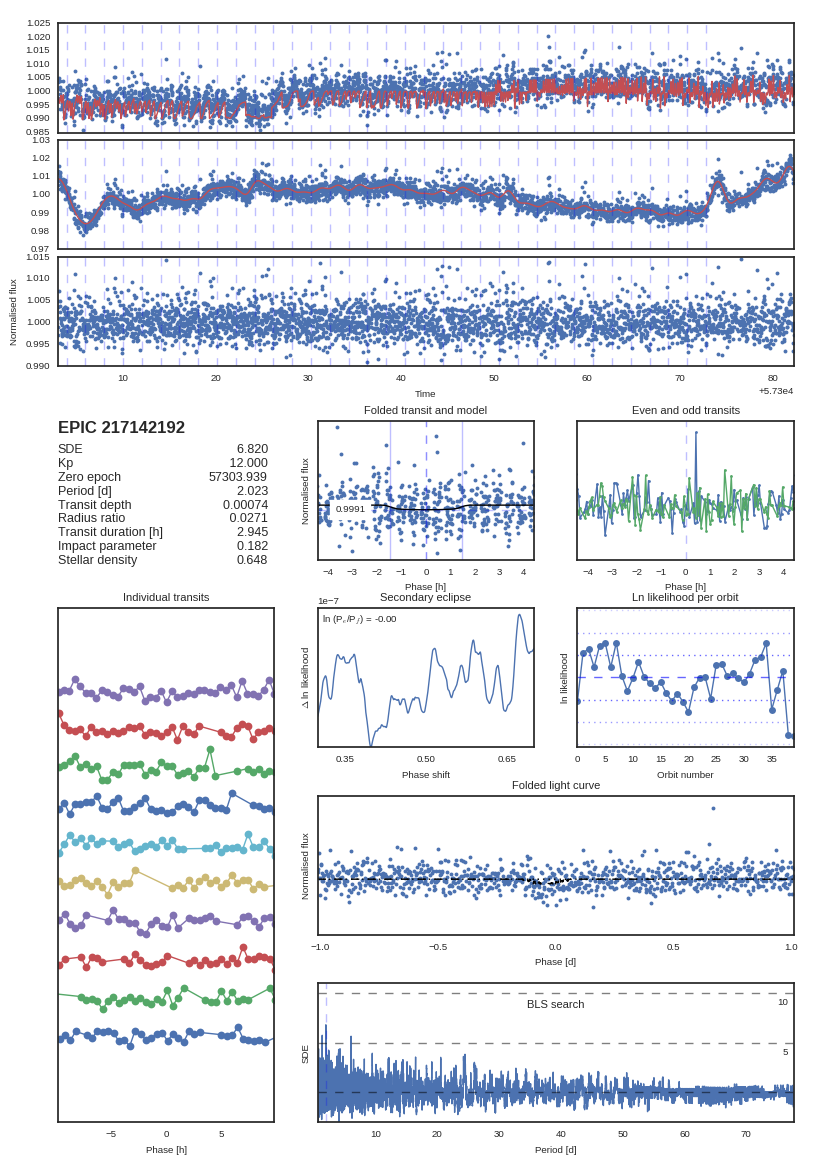 1.025
1.020
1.015
1.010
1.005
1.000
0.995
0.990
0.985
1.03
1.02
1.01
1.00
0.99
0.98
0.97
1.015
1.010
1.005
1.000
0.995
0.990
Normalised flux
10 20 30 40 50 60 70 80
Time
+5.73e4
EPIC 217142192
SDE 6.820
Kp 12.000
Zero epoch 57303.939
Period [d] 2.023
Transit depth 0.00074
Radius ratio 0.0271
Transit duration [h] 2.945
Impact parameter 0.182
Stellar density 0.648
Folded transit and model
Normalised flux
0.9991
−4 −3 −2 −1 0 1 2 3 4
Phase [h]
Even and odd transits
−4 −3 −2 −1 0 1 2 3 4
Phase [h]
Individual transits
−5 0 5
Phase [h]
Secondary eclipse
1e−7
ln (Pₑ/P𝑓) = -0.00
Δ ln likelihood
0.35 0.50 0.65
Phase shift
Ln likelihood per orbit
ln likelihood
0 5 10 15 20 25 30 35
Orbit number
Folded light curve
Normalised flux
−1.0 −0.5 0.0 0.5 1.0
Phase [d]
BLS search
10
5
SDE
10 20 30 40 50 60 70
Period [d]